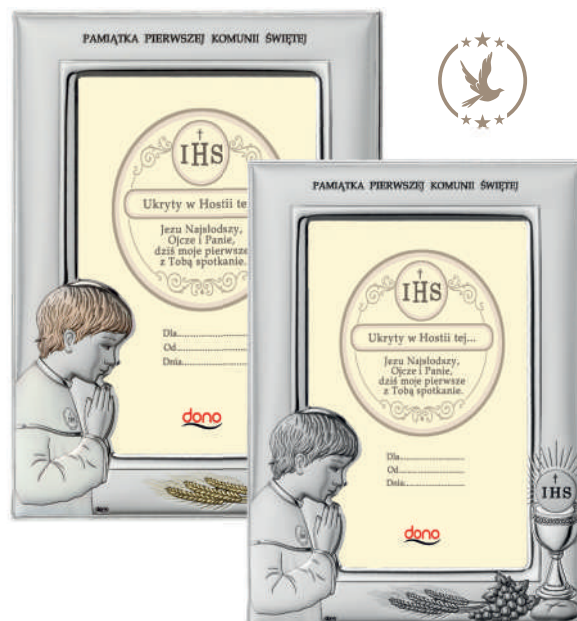 PAMIĄTKA PIERWSZEJ KOMUNII ŚWIĘTEJ
IHS
Ukryty w Hostii te
Jezu Najsłodszy,
Ojcze i Panie,
dziś moje pierwsze
z Tobą spotkanie.
Dla
Od
Dnia
dono
PAMIĄTKA PIERWSZEJ KOMUNII ŚWIĘTEJ
IHS
Ukryty w Hostii tej...
Jezu Najsłodszy,
Ojcze i Panie,
dziś moje pierwsze
z Tobą spotkanie.
Dla
Od
Dnia
dono
IHS